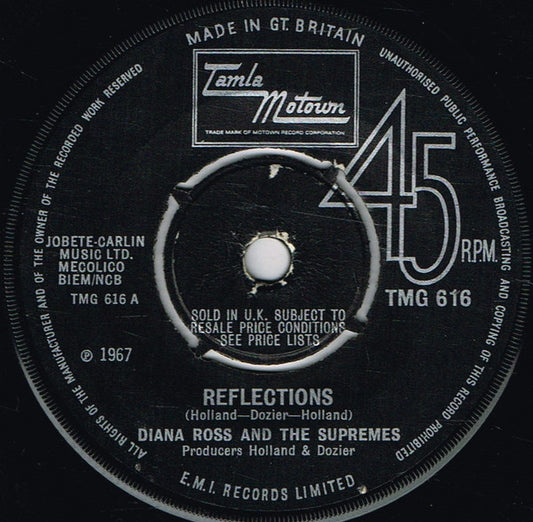 MADE IN GT. BRITAIN
UNAUTHORISED PUBLIC PERFORMANCE BROADCASTING AND COPYING OF THIS RECORD PROHIBITED
ALL RIGHTS OF THE MANUFACTURER AND OF THE OWNER OF THE RECORDED WORK RESERVED
Tamla
Motown
TRADE MARK OF MOTOWN RECORD CORPORATION
45 R.P.M.
JOBETE-CARLIN
MUSIC LTD.
MECOLICO
BIEM/NCB
TMG 616 A
TMG 616
SOLD IN U.K. SUBJECT TO
RESALE PRICE CONDITIONS
SEE PRICE LISTS
℗ 1967
REFLECTIONS
(Holland—Dozier—Holland)
DIANA ROSS AND THE SUPREMES
Producers Holland & Dozier
E.M.I. RECORDS LIMITED